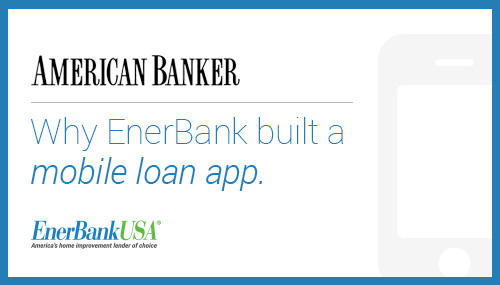 AMERICAN BANKER
Why EnerBank built a
mobile loan app.
EnerBankUSA®
America's home improvement lender of choice